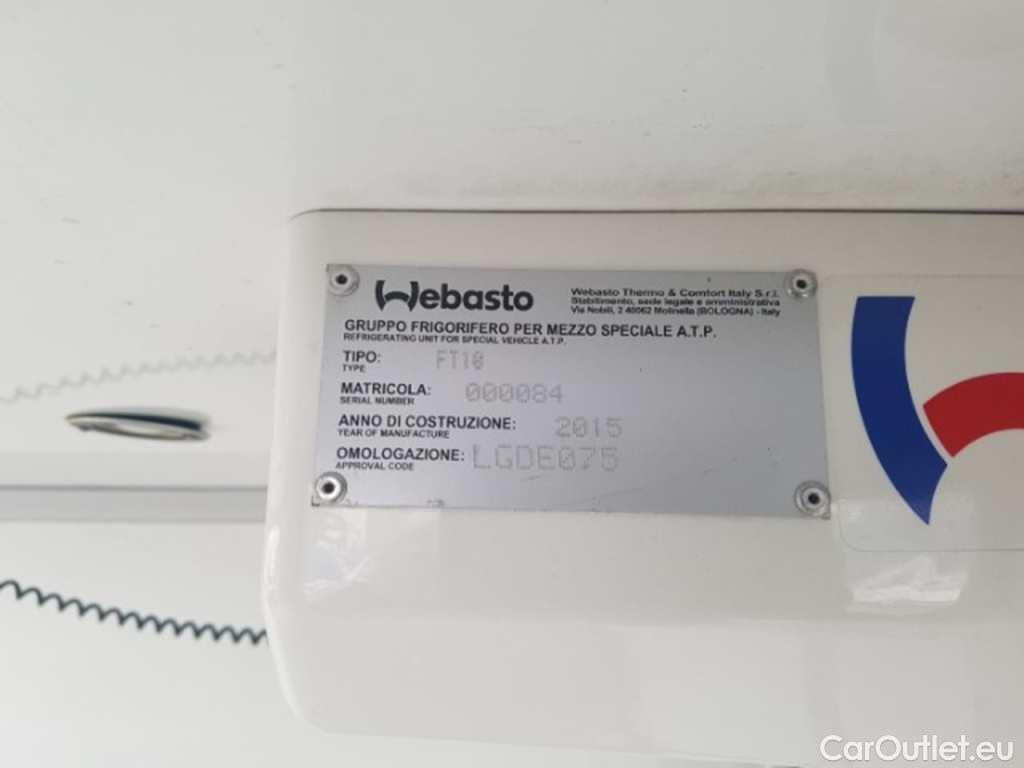 Webasto
Webasto Thermo & Comfort Italy S.r.l.
Stabilimento, sede legale e amministrativa
Via Nobili, 2 40062 Molinella (BOLOGNA) - Italy
GRUPPO FRIGORIFERO PER MEZZO SPECIALE A.T.P.
REFRIGERATING UNIT FOR SPECIAL VEHICLE A.T.P.
TIPO: FT10
TYPE
MATRICOLA: 000084
SERIAL NUMBER
ANNO DI COSTRUZIONE: 2015
YEAR OF MANUFACTURE
OMOLOGAZIONE: LGDE075
APPROVAL CODE
CarOutlet.eu